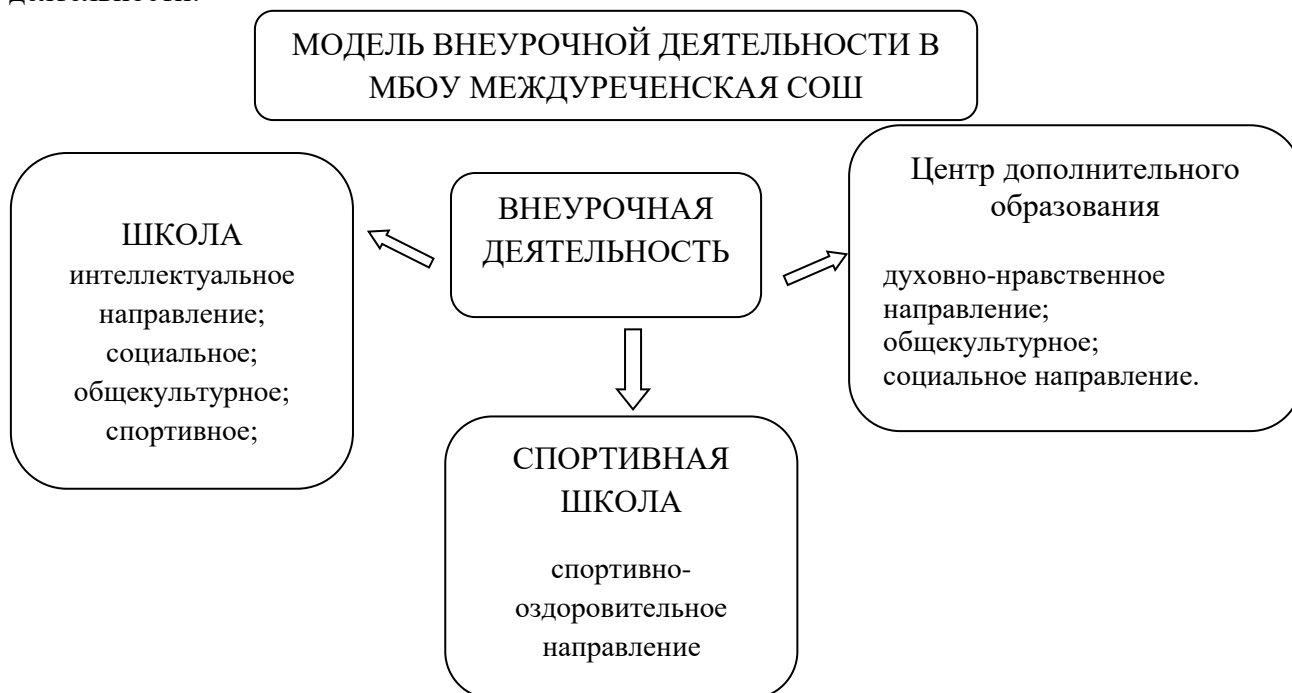 деятельности.
МОДЕЛЬ ВНЕУРОЧНОЙ ДЕЯТЕЛЬНОСТИ В
МБОУ МЕЖДУРЕЧЕНСКАЯ СОШ
ШКОЛА
интеллектуальное
направление;
социальное;
общекультурное;
спортивное;
ВНЕУРОЧНАЯ
ДЕЯТЕЛЬНОСТЬ
Центр дополнительного
образования
духовно-нравственное
направление;
общекультурное;
социальное направление.
СПОРТИВНАЯ
ШКОЛА
спортивно-
оздоровительное
направление